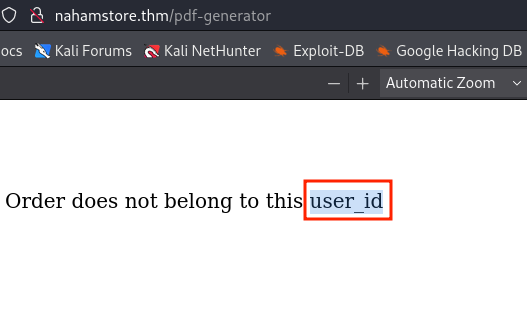 nahamstore.thm/pdf-generator
ocs Kali Forums Kali NetHunter Exploit-DB Google Hacking DB
Automatic Zoom
Order does not belong to this user_id